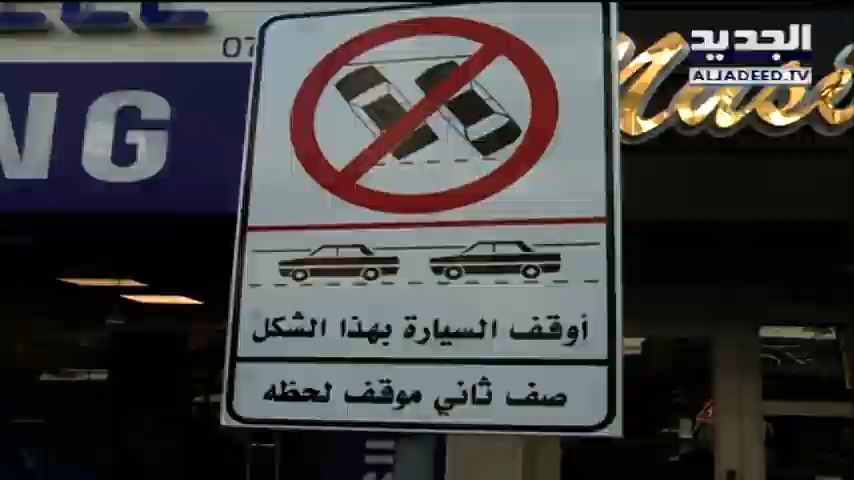 الجديد
ALJADEED.TV
07
NG
أوقف السيارة بهذا الشكل
صف ثاني موقف لحظه